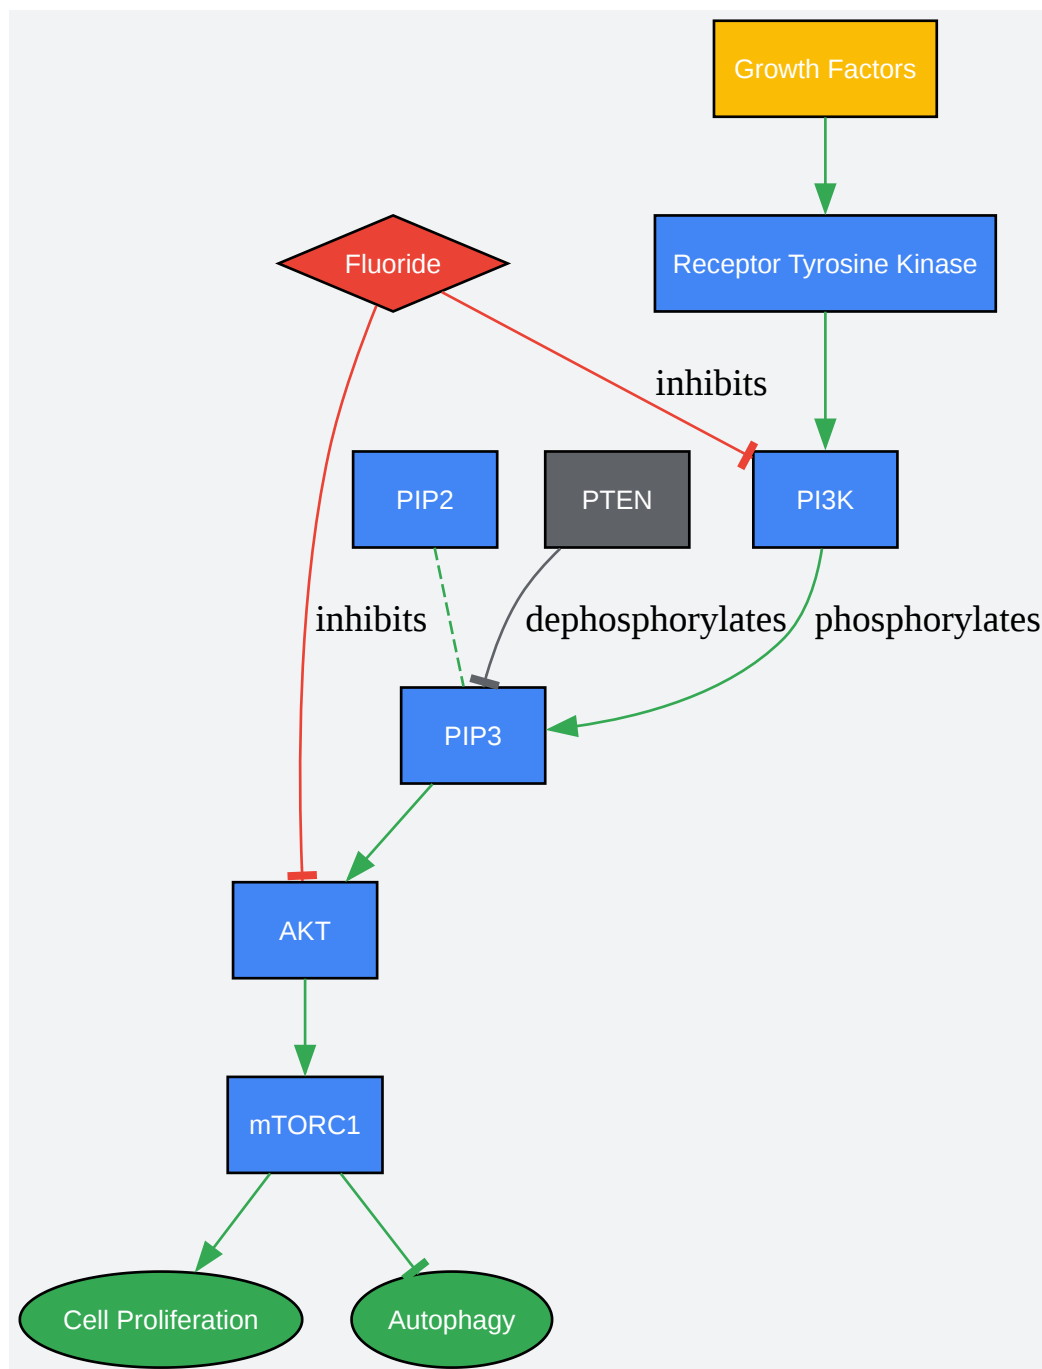 Growth Factors
Fluoride
Receptor Tyrosine Kinase
inhibits
PIP2
PTEN
PI3K
inhibits
dephosphorylates
phosphorylates
PIP3
AKT
mTORC1
Cell Proliferation
Autophagy